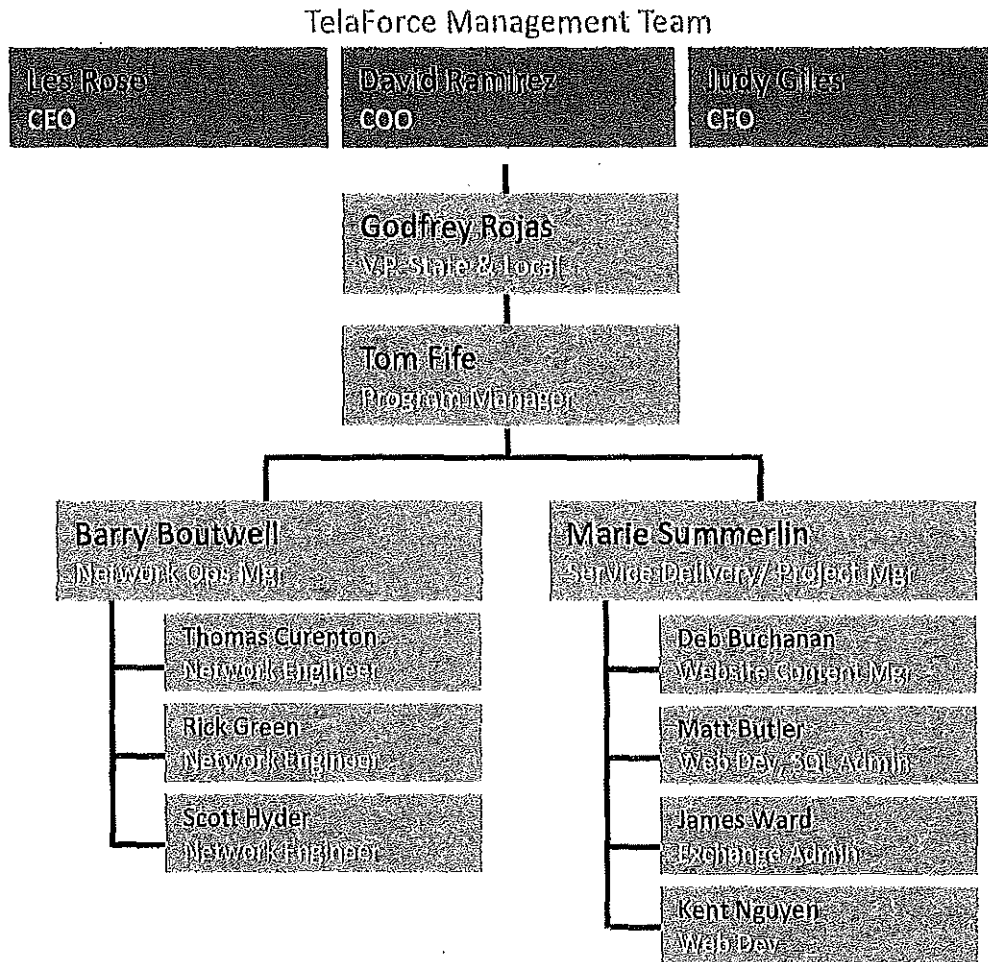 TelaForce Management Team
Les Rose
CEO
David Ramirez
COO
Judy Giles
CFO
Godfrey Rojas
V.P. State & Local
Tom Fife
Program Manager
Barry Boutwell
Network Ops Mgr
Thomas Curenton
Network Engineer
Rick Green
Network Engineer
Scott Hyder
Network Engineer
Marie Summerlin
Service Delivery/ Project Mgr
Deb Buchanan
Website Content Mgr
Matt Butler
Web Dev, SQL Admin
James Ward
Exchange Admin
Kent Nguyen
Web Dev